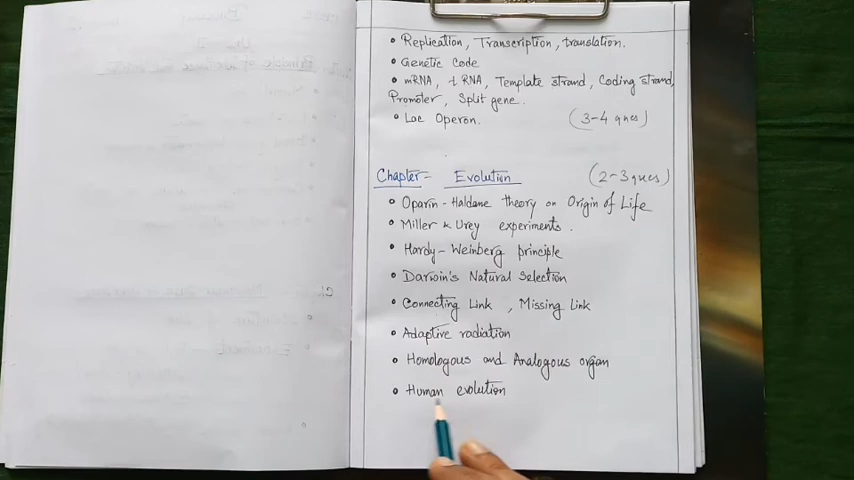 • Replication, Transcription, translation.
• Genetic Code
• mRNA, tRNA, Template strand, Coding strand,
Promoter, Split gene.
• Lac Operon. (3-4 ques)
Chapter- Evolution (2-3 ques)
• Oparin-Haldane theory on Origin of Life
• Miller & Urey experiments.
• Hardy-Weinberg principle
• Darwin's Natural Selection
• Connecting Link, Missing Link
• Adaptive radiation
• Homologous and Analogous organ
• Human evolution